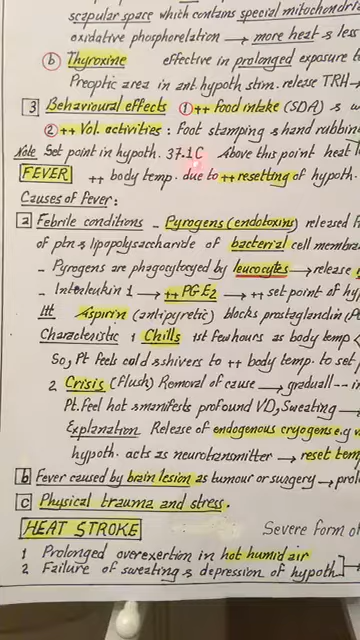 scapular space which contains special mitochondria
oxidative phosphorelation → more heat & less
ⓑ Thyroxine effective in prolonged exposure to
Preoptic area in ant. hypoth stim. release TRH →
3 Behavioural effects ① ++ food intake (SDA) &
② ++ Vol. activities : Foot stamping & hand rubbin
Note Set point in hypoth. 37.1C Above this point heat
FEVER ++ body temp. due to ++ resetting of hypoth.
Causes of Fever:
a Febrile conditions - Pyrogens (endotoxins) released
of ptn & lipolysaccharide of bacterial cell membra
- Pyrogens are phagocytocyed by leucocytes → release
- Interleukin 1 → ++ PGE2 → ++ set point of hy
ttt Aspirin (antipyretic) blocks prostaglandin
Characteristic 1 Chills 1st Few hours as body temp <
So, Pt Feels cold & shivers to ++ body temp. to set
2 Crisis (flush) Removal of cause → graduall
Pt. feel hot & manifests profound VD, Sweating →
Explanation Release of endogenous cryogens e.g
hypoth. acts as neurotransmitter → reset tem
b Fever caused by brain lesion as tumour or surgery → prol
c Physical trauma and stress.
HEAT STROKE Severe form of
1 Prolonged overexertion in hot humid air
2 Failure of sweating & depression of hypoth